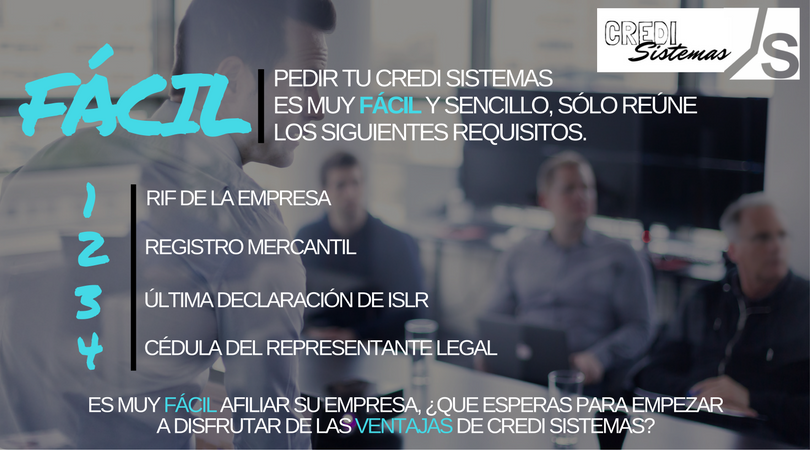 CREDI
Sistemas
/S
FÁCIL
PEDIR TU CREDI SISTEMAS
ES MUY FÁCIL Y SENCILLO, SÓLO REÚNE
LOS SIGUIENTES REQUISITOS.
1 RIF DE LA EMPRESA
2 REGISTRO MERCANTIL
3 ÚLTIMA DECLARACIÓN DE ISLR
4 CÉDULA DEL REPRESENTANTE LEGAL
ES MUY FÁCIL AFILIAR SU EMPRESA, ¿QUE ESPERAS PARA EMPEZAR
A DISFRUTAR DE LAS VENTAJAS DE CREDI SISTEMAS?